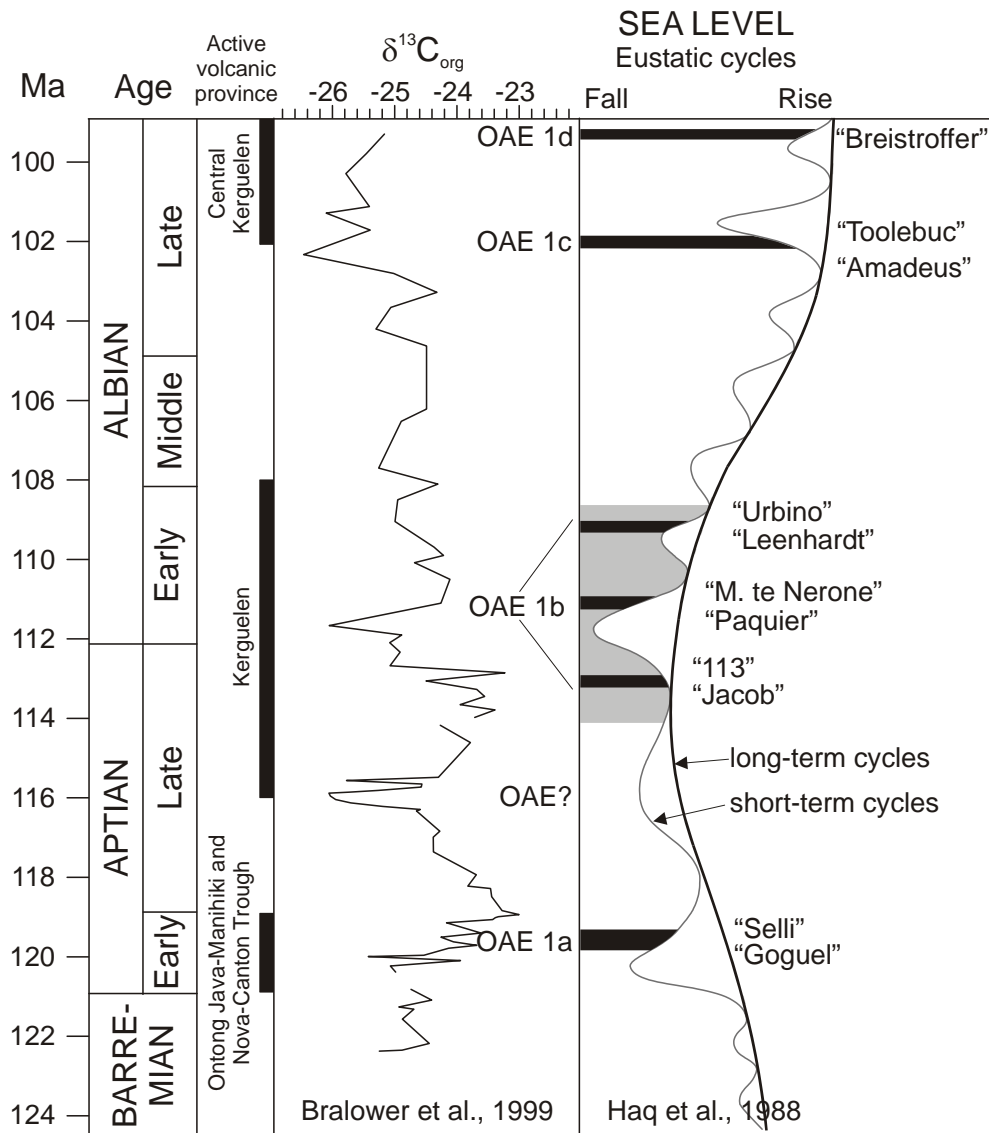 SEA LEVEL
Eustatic cycles
Fall
Rise
Ma
Age
Active
volcanic
province
δ13Corg
-26
-25
-24
-23
100
102
104
106
108
110
112
114
116
118
120
122
124
ALBIAN
APTIAN
BARRE-
MIAN
Late
Middle
Early
Late
Early
Central
Kerguelen
Kerguelen
Ontong Java-Manihiki and
Nova-Canton Trough
OAE 1d
OAE 1c
OAE 1b
OAE?
OAE 1a
“Breistroffer”
“Toolebuc”
“Amadeus”
“Urbino”
“Leenhardt”
“M. te Nerone”
“Paquier”
“113”
“Jacob”
long-term cycles
short-term cycles
“Selli”
“Goguel”
Bralower et al., 1999
Haq et al., 1988